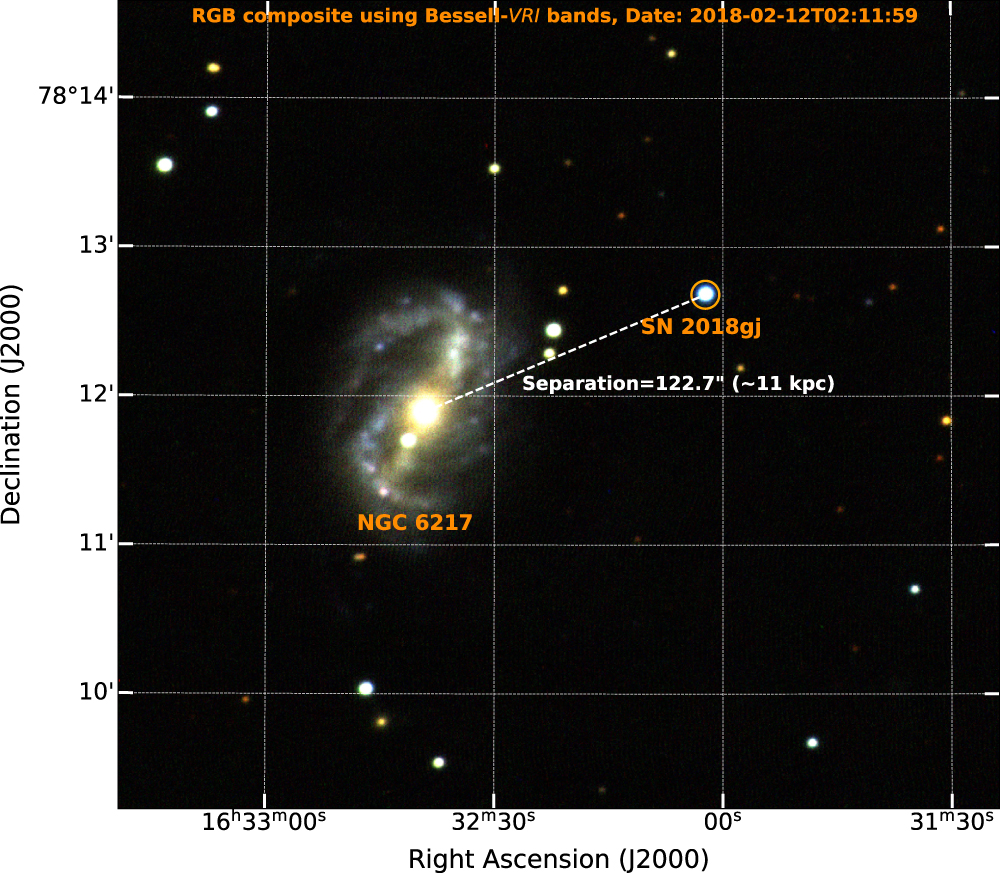 RGB composite using Bessell-VRI bands, Date: 2018-02-12T02:11:59
78°14'
13'
SN 2018gj
Separation=122.7" (~11 kpc)
12'
NGC 6217
11'
10'
Declination (J2000)
16ʰ33ᵐ00ˢ 32ᵐ30ˢ 00ˢ 31ᵐ30ˢ
Right Ascension (J2000)